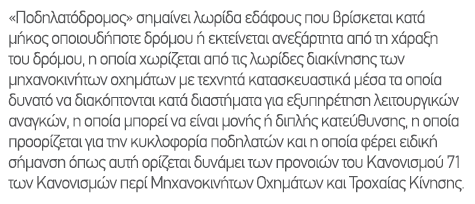 «Ποδηλατόδρομος» σημαίνει λωρίδα εδάφους που βρίσκεται κατά
μήκος οποιουδήποτε δρόμου ή εκτείνεται ανεξάρτητα από τη χάραξη
του δρόμου, η οποία χωρίζεται από τις λωρίδες διακίνησης των
μηχανοκινήτων οχημάτων με τεχνητά κατασκευαστικά μέσα τα οποία
δυνατό να διακόπτονται κατά διαστήματα για εξυπηρέτηση λειτουργικών
αναγκών, η οποία μπορεί να είναι μονής ή διπλής κατεύθυνσης, η οποία
προορίζεται για την κυκλοφορία ποδηλατών και η οποία φέρει ειδική
σήμανση όπως αυτή ορίζεται δυνάμει των προνοιών του Κανονισμού 71
των Κανονισμών περί Μηχανοκινήτων Οχημάτων και Τροχαίας Κίνησης.